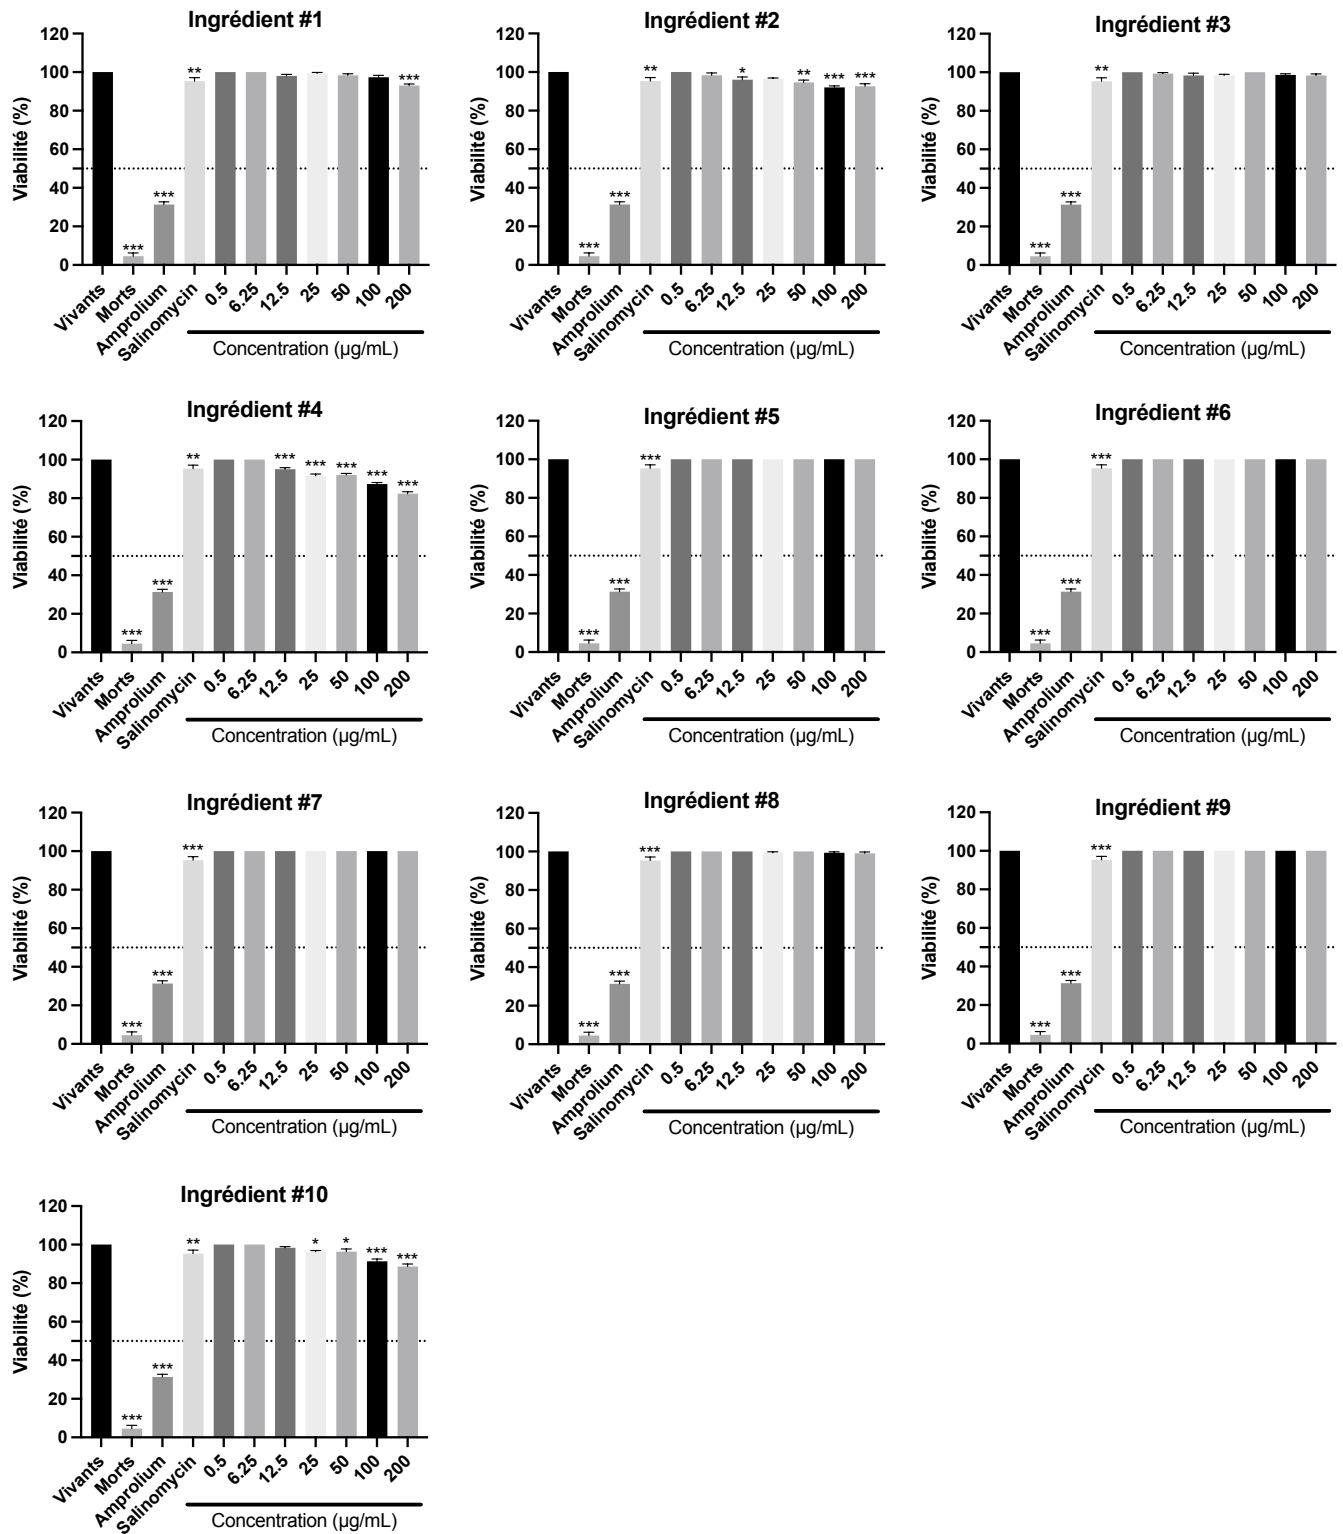 Ingrédient #1
Viabilité (%)
120
100
80
60
40
20
0
*** *** ** ***
Vivants Morts Amprolium Salinomycin 0.5 6.25 12.5 25 50 100 200
Concentration (µg/mL)
Ingrédient #2
Viabilité (%)
120
100
80
60
40
20
0
*** *** ** * ** *** ***
Vivants Morts Amprolium Salinomycin 0.5 6.25 12.5 25 50 100 200
Concentration (µg/mL)
Ingrédient #3
Viabilité (%)
120
100
80
60
40
20
0
*** *** **
Vivants Morts Amprolium Salinomycin 0.5 6.25 12.5 25 50 100 200
Concentration (µg/mL)
Ingrédient #4
Viabilité (%)
120
100
80
60
40
20
0
*** *** ** *** *** *** *** ***
Vivants Morts Amprolium Salinomycin 0.5 6.25 12.5 25 50 100 200
Concentration (µg/mL)
Ingrédient #5
Viabilité (%)
120
100
80
60
40
20
0
*** *** ***
Vivants Morts Amprolium Salinomycin 0.5 6.25 12.5 25 50 100 200
Concentration (µg/mL)
Ingrédient #6
Viabilité (%)
120
100
80
60
40
20
0
*** *** ***
Vivants Morts Amprolium Salinomycin 0.5 6.25 12.5 25 50 100 200
Concentration (µg/mL)
Ingrédient #7
Viabilité (%)
120
100
80
60
40
20
0
*** *** ***
Vivants Morts Amprolium Salinomycin 0.5 6.25 12.5 25 50 100 200
Concentration (µg/mL)
Ingrédient #8
Viabilité (%)
120
100
80
60
40
20
0
*** *** ***
Vivants Morts Amprolium Salinomycin 0.5 6.25 12.5 25 50 100 200
Concentration (µg/mL)
Ingrédient #9
Viabilité (%)
120
100
80
60
40
20
0
*** *** ***
Vivants Morts Amprolium Salinomycin 0.5 6.25 12.5 25 50 100 200
Concentration (µg/mL)
Ingrédient #10
Viabilité (%)
120
100
80
60
40
20
0
*** *** ** * * *** ***
Vivants Morts Amprolium Salinomycin 0.5 6.25 12.5 25 50 100 200
Concentration (µg/mL)